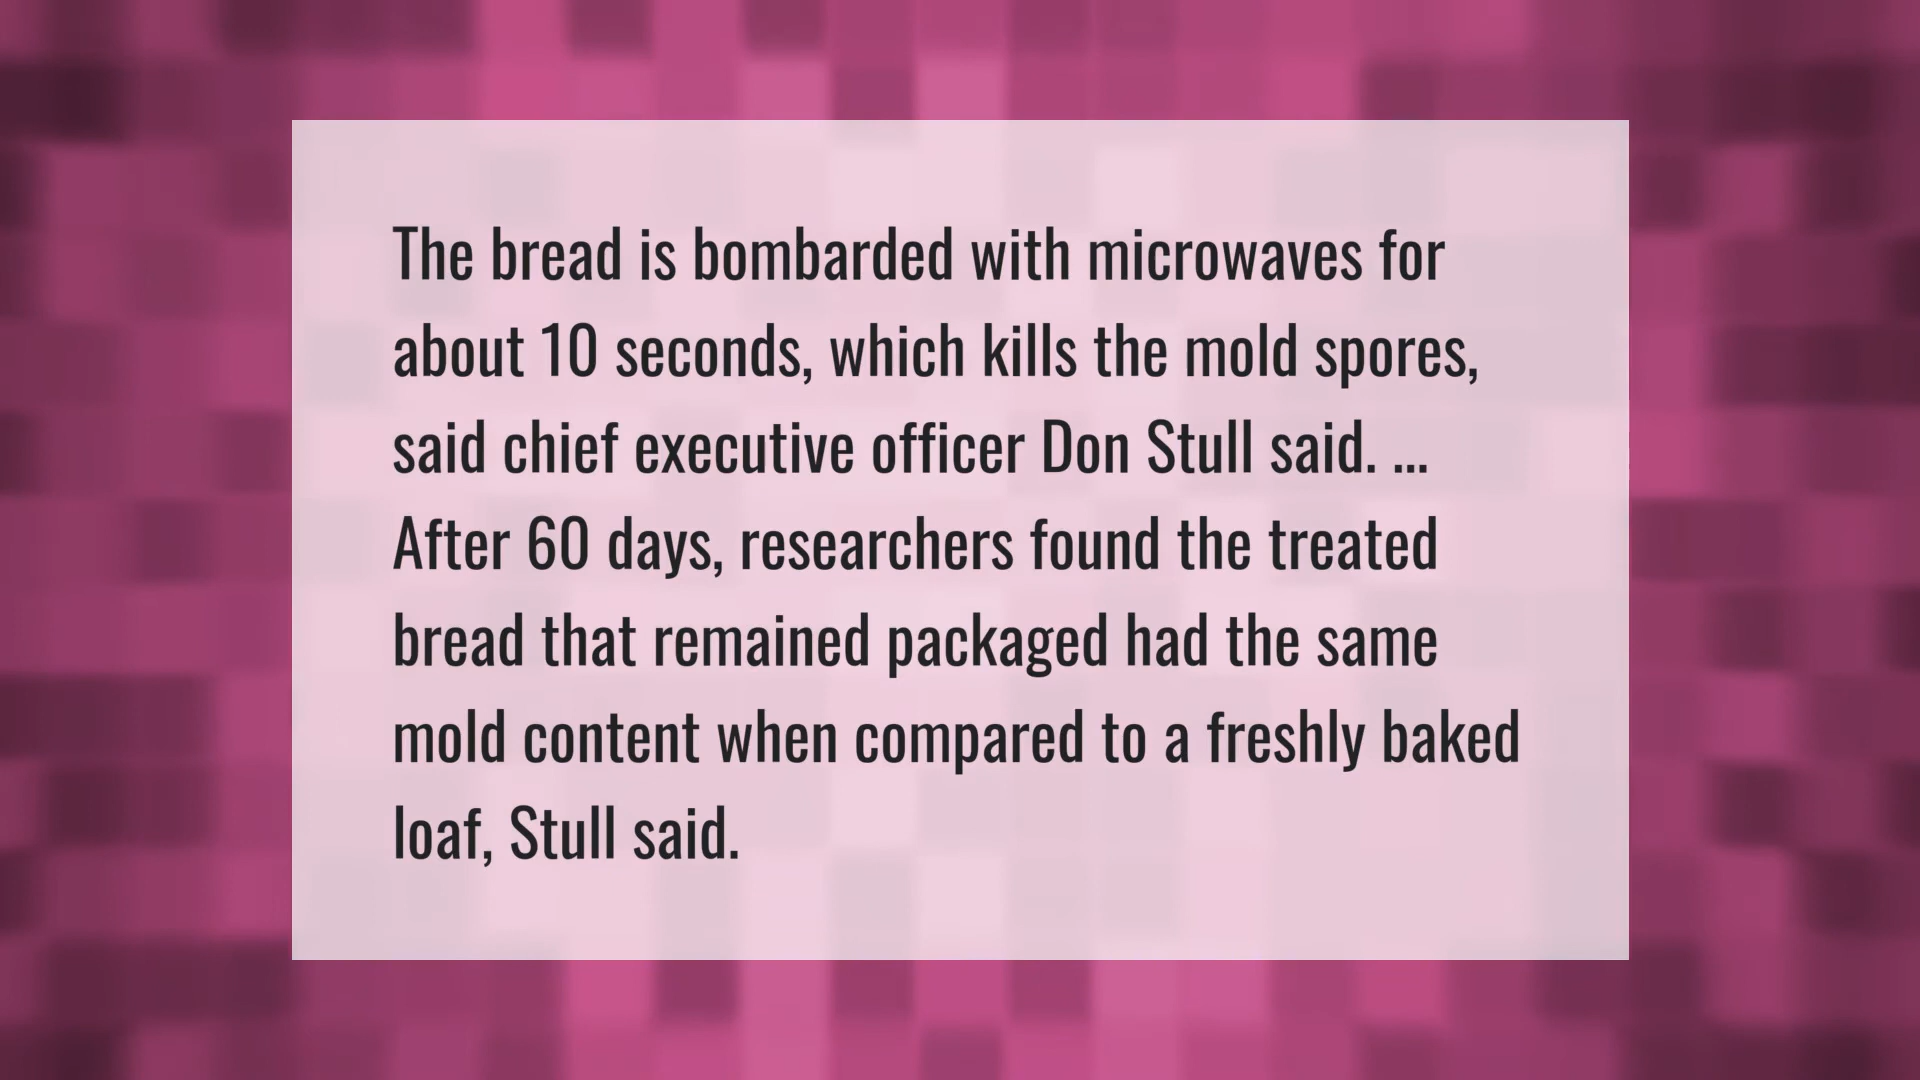 The bread is bombarded with microwaves for
about 10 seconds, which kills the mold spores,
said chief executive officer Don Stull said. ...
After 60 days, researchers found the treated
bread that remained packaged had the same
mold content when compared to a freshly baked
loaf, Stull said.